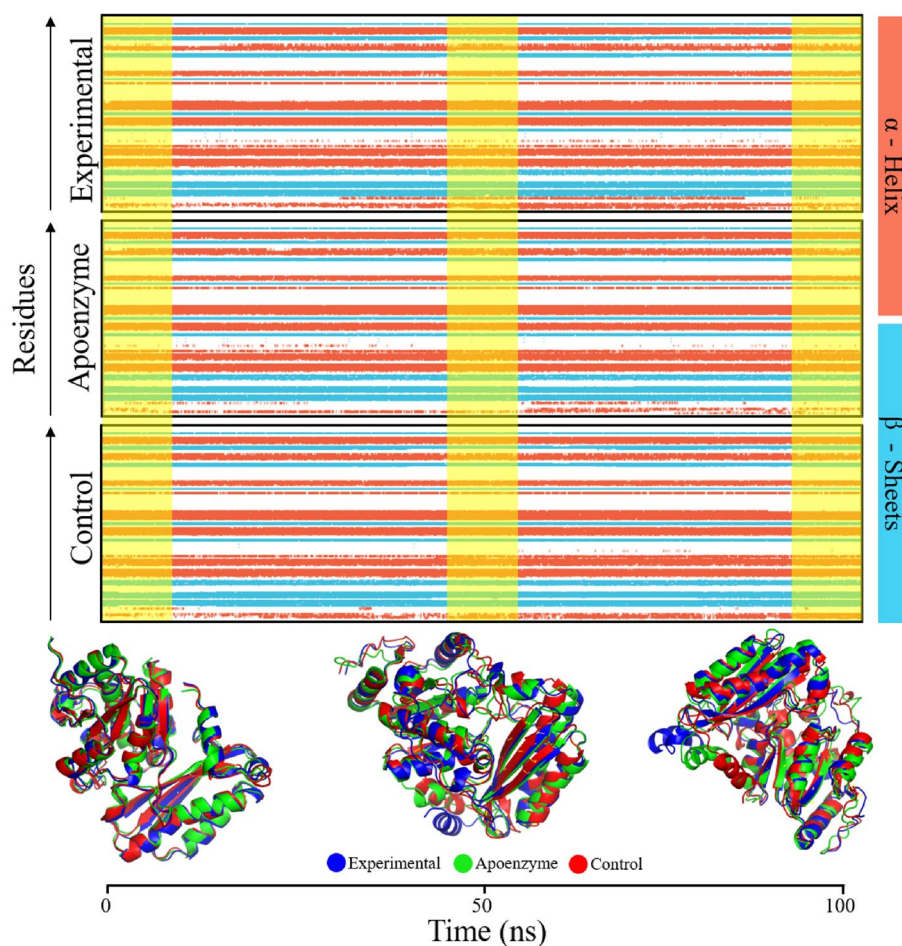 Residues
Experimental
Apoenzyme
Control
α - Helix
β - Sheets
Experimental Apoenzyme Control
0 50 100
Time (ns)